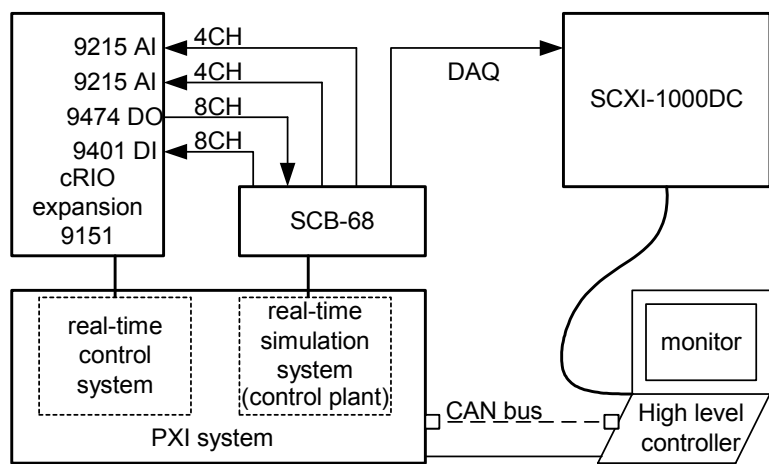 9215 AI
4CH
9215 AI
4CH
9474 DO
8CH
9401 DI
8CH
cRIO
expansion
9151
SCB-68
DAQ
SCXI-1000DC
real-time
control
system
real-time
simulation
system
(control plant)
PXI system
CAN bus
monitor
High level
controller